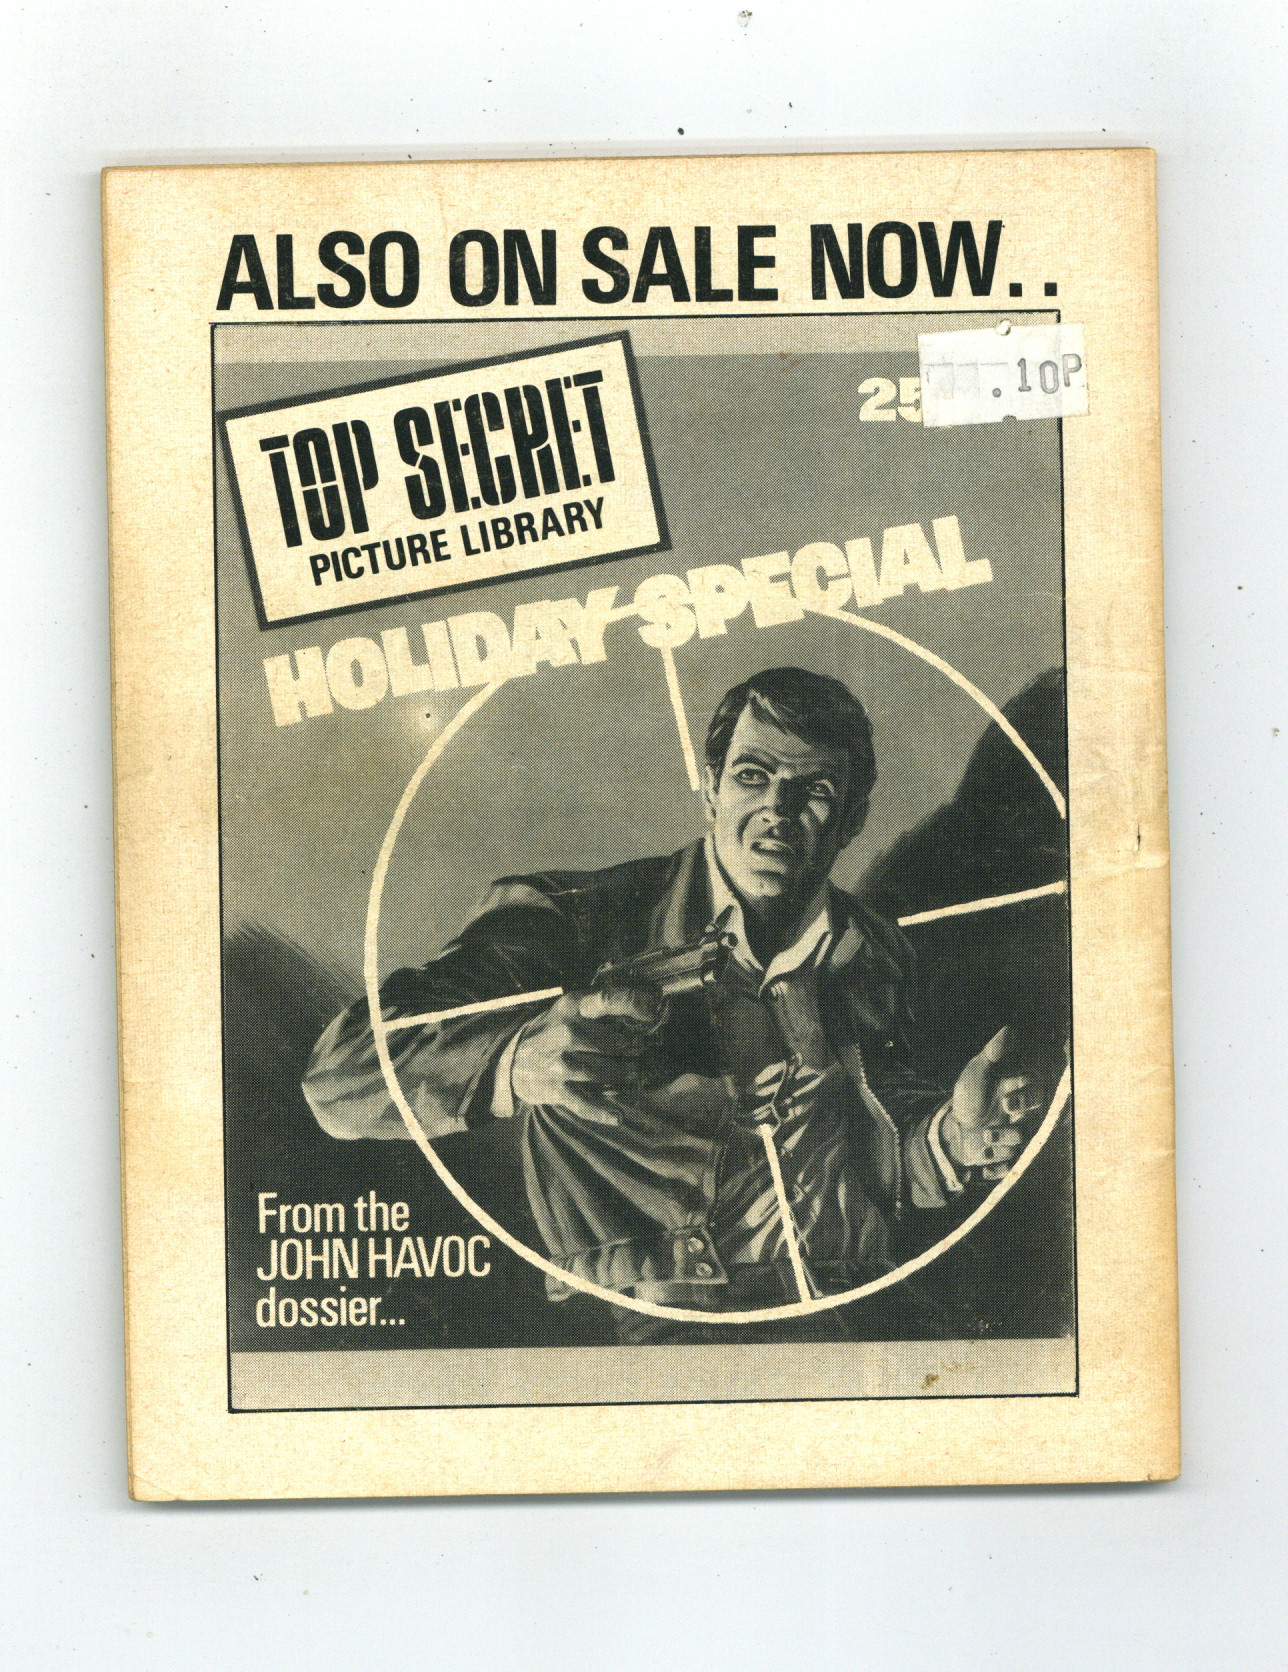 ALSO ON SALE NOW..
TOP SECRET
PICTURE LIBRARY
25
.10P
HOLIDAY SPECIAL
From the
JOHN HAVOC
dossier...